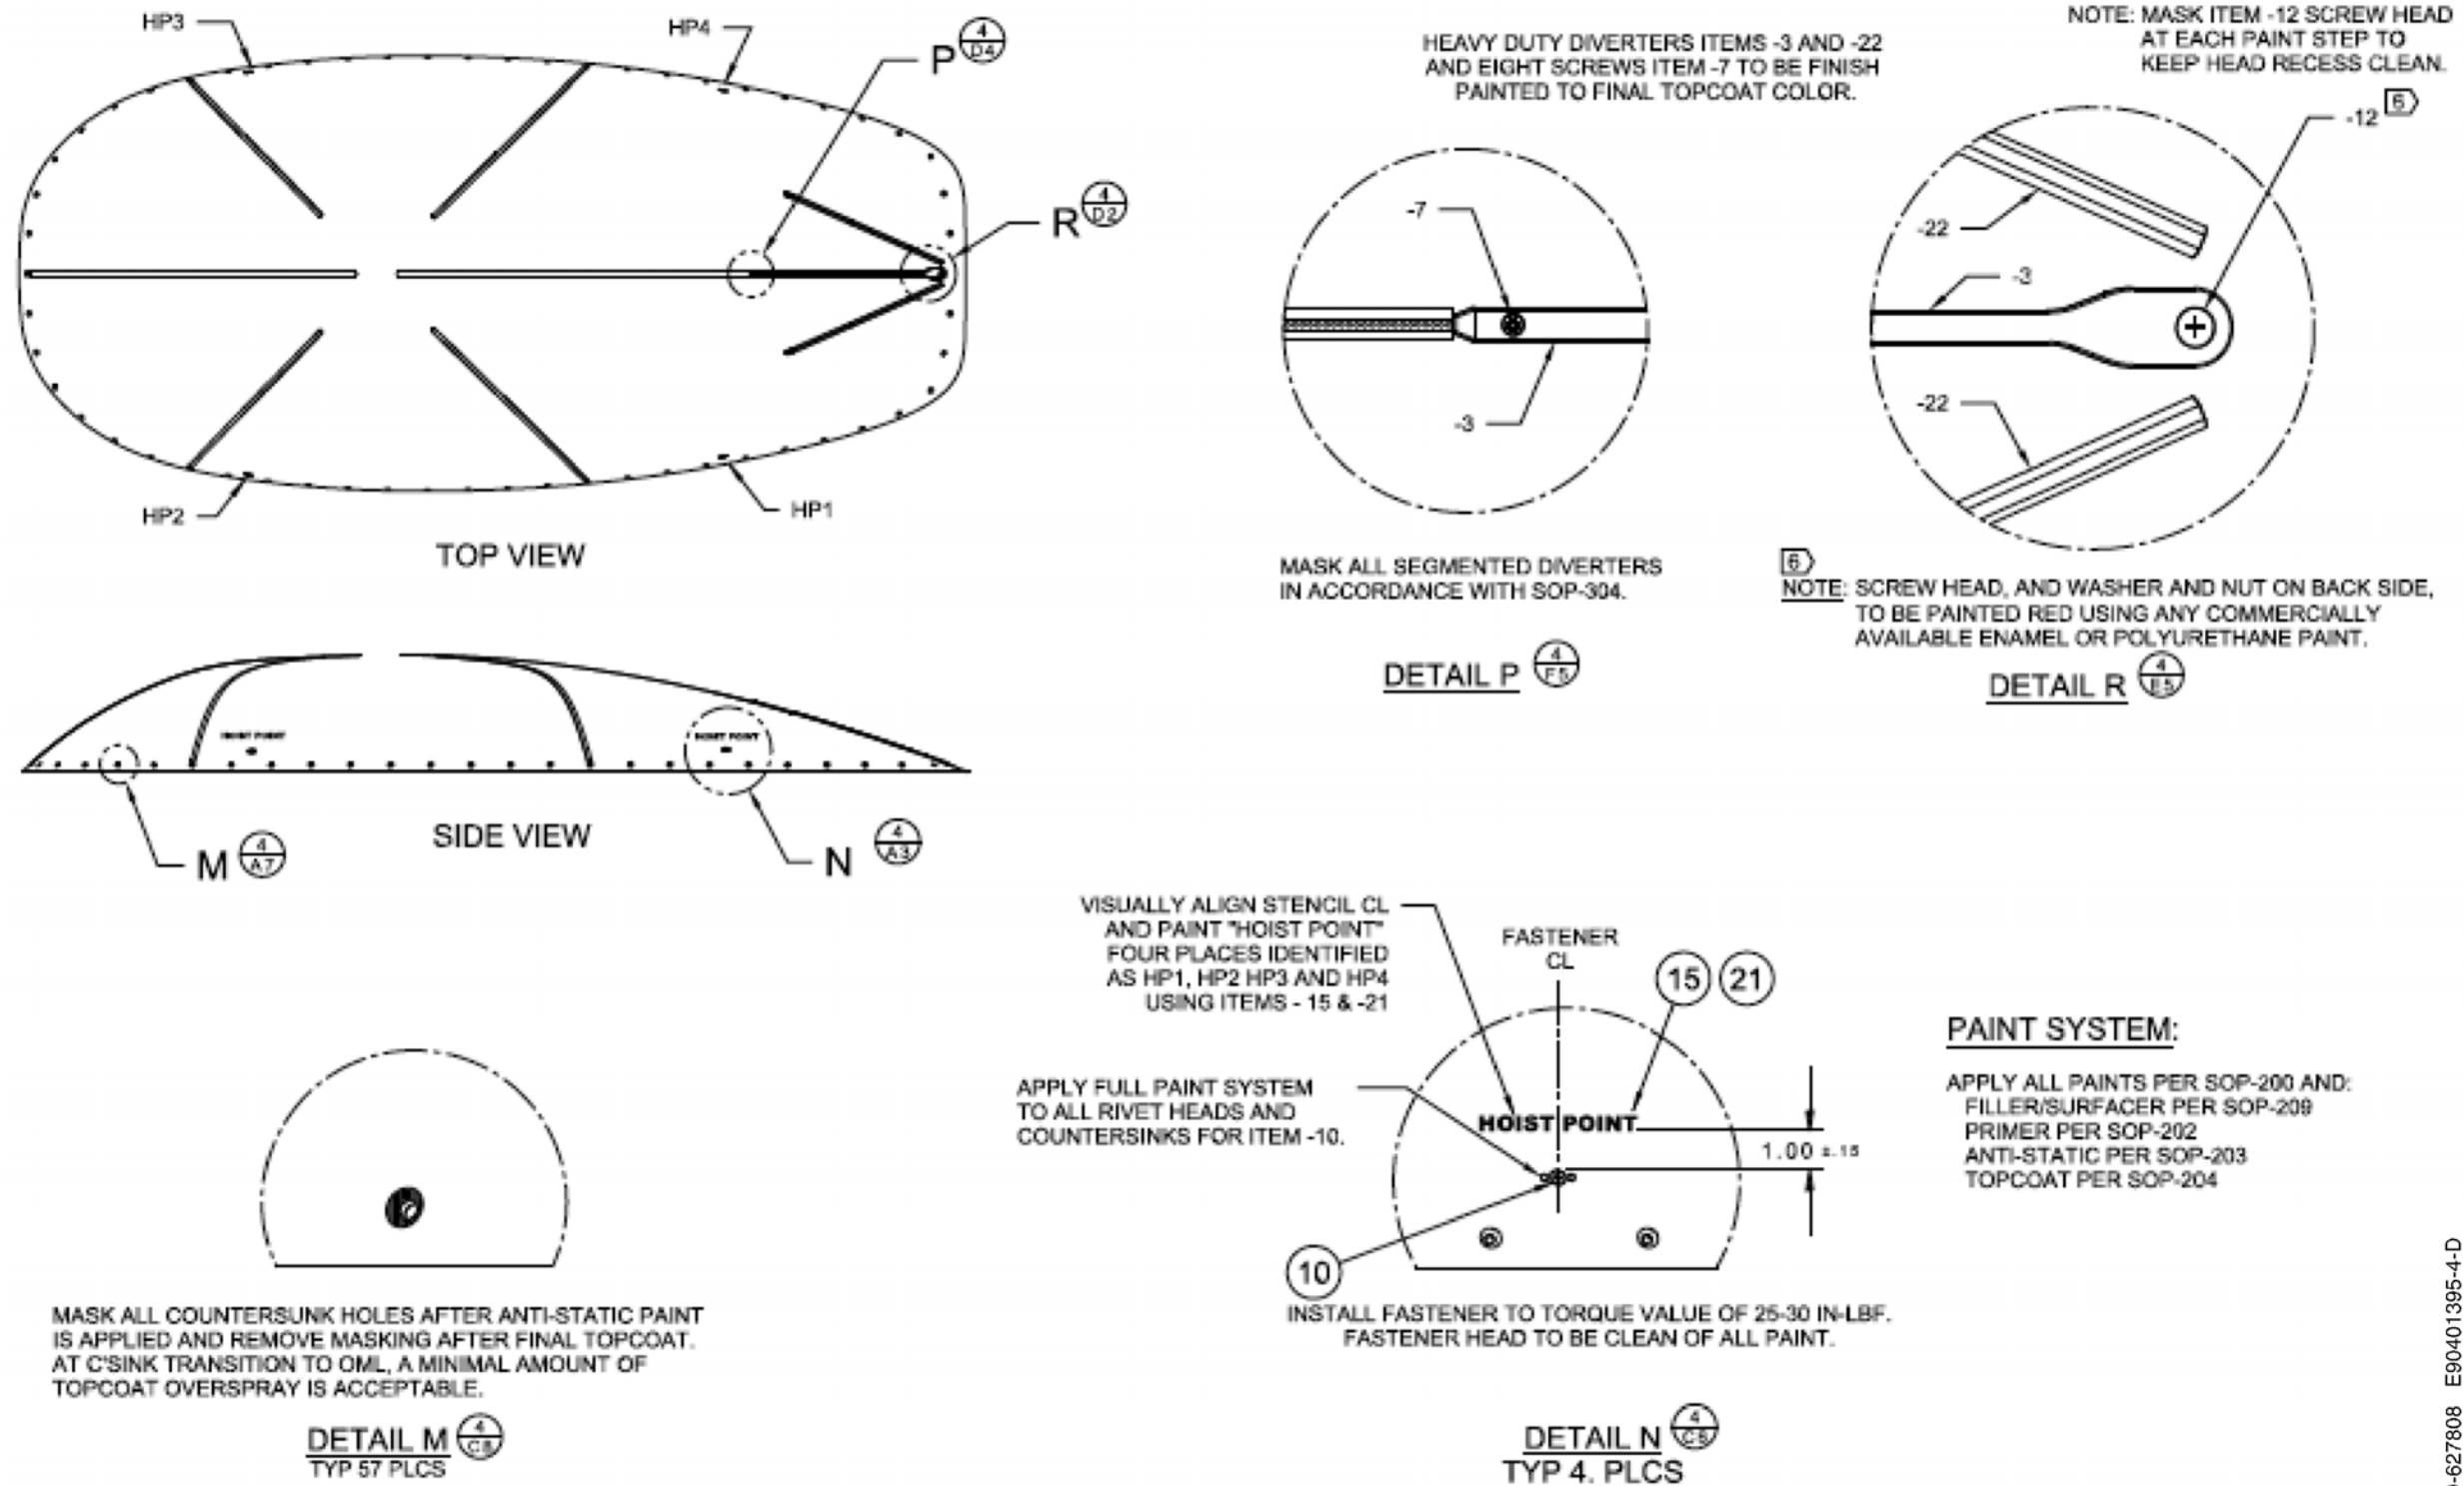 HP3
HP4
P 4
D4
R 4
D2
HP2
HP1
TOP VIEW
HEAVY DUTY DIVERTERS ITEMS -3 AND -22
AND EIGHT SCREWS ITEM -7 TO BE FINISH
PAINTED TO FINAL TOPCOAT COLOR.
NOTE: MASK ITEM -12 SCREW HEAD
AT EACH PAINT STEP TO
KEEP HEAD RECESS CLEAN.
-7
-3
MASK ALL SEGMENTED DIVERTERS
IN ACCORDANCE WITH SOP-304.
DETAIL P 4
F5
-12 6
-22
-3
-22
6
NOTE: SCREW HEAD, AND WASHER AND NUT ON BACK SIDE,
TO BE PAINTED RED USING ANY COMMERCIALLY
AVAILABLE ENAMEL OR POLYURETHANE PAINT.
DETAIL R 4
E5
HOIST POINT
HOIST POINT
M 4
A7
SIDE VIEW
N 4
A3
MASK ALL COUNTERSUNK HOLES AFTER ANTI-STATIC PAINT
IS APPLIED AND REMOVE MASKING AFTER FINAL TOPCOAT.
AT C'SINK TRANSITION TO OML, A MINIMAL AMOUNT OF
TOPCOAT OVERSPRAY IS ACCEPTABLE.
DETAIL M 4
C8
TYP 57 PLCS
VISUALLY ALIGN STENCIL CL
AND PAINT "HOIST POINT"
FOUR PLACES IDENTIFIED
AS HP1, HP2 HP3 AND HP4
USING ITEMS - 15 & -21
FASTENER
CL
15 21
APPLY FULL PAINT SYSTEM
TO ALL RIVET HEADS AND
COUNTERSINKS FOR ITEM -10.
HOIST POINT
1.00 ±.15
10
INSTALL FASTENER TO TORQUE VALUE OF 25-30 IN-LBF.
FASTENER HEAD TO BE CLEAN OF ALL PAINT.
DETAIL N 4
TYP 4. PLCS
PAINT SYSTEM:
APPLY ALL PAINTS PER SOP-200 AND:
FILLER/SURFACER PER SOP-209
PRIMER PER SOP-202
ANTI-STATIC PER SOP-203
TOPCOAT PER SOP-204
-627808 E90401395-4-D